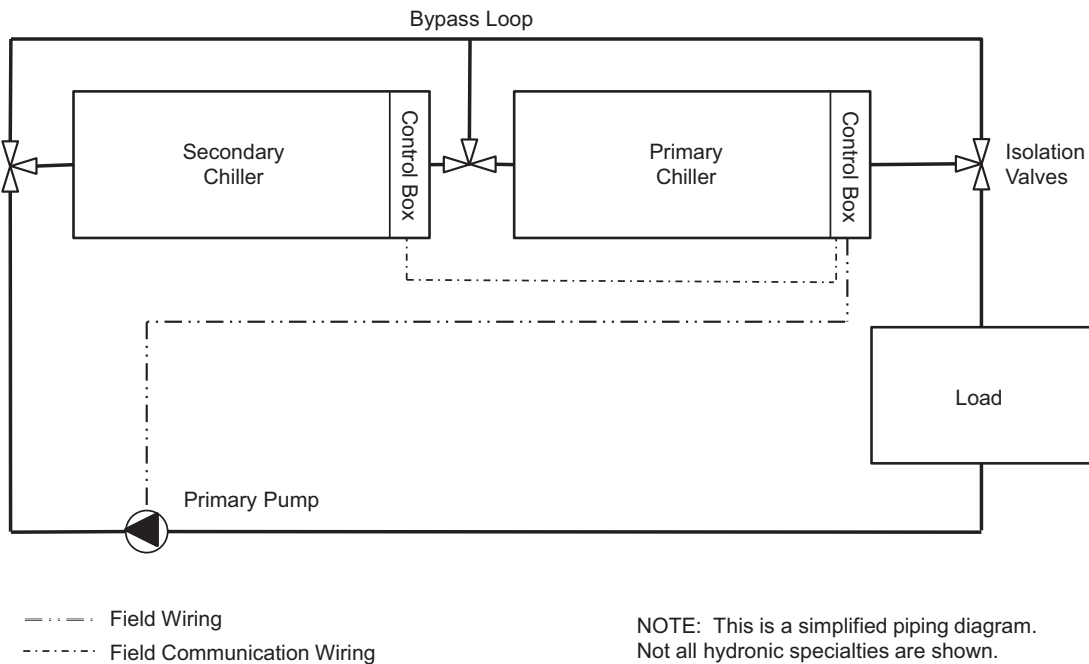 Bypass Loop
Secondary
Chiller
Control Box
Primary
Chiller
Control Box
Isolation
Valves
Load
Primary Pump
Field Wiring
Field Communication Wiring
NOTE: This is a simplified piping diagram.
Not all hydronic specialties are shown.